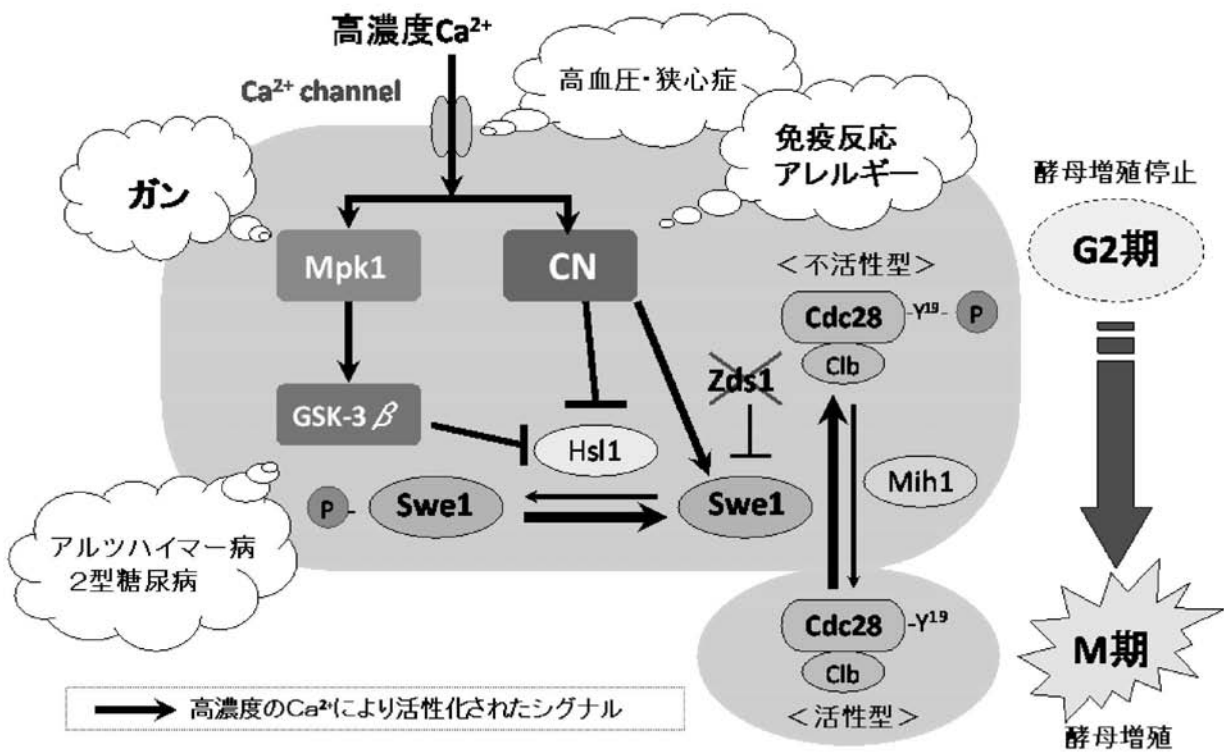 高濃度Ca²⁺
Ca²⁺ channel
高血圧・狭心症
免疫反応
アレルギー
ガン
酵母増殖停止
G2期
Mpk1
CN
＜不活性型＞
Cdc28
-Y¹⁹-
P
Clb
Zds1
GSK-3β
Hsl1
Mih1
P
-
Swe1
Swe1
アルツハイマー病
２型糖尿病
Cdc28
-Y¹⁹
Clb
M期
＜活性型＞
高濃度のCa²⁺により活性化されたシグナル
酵母増殖